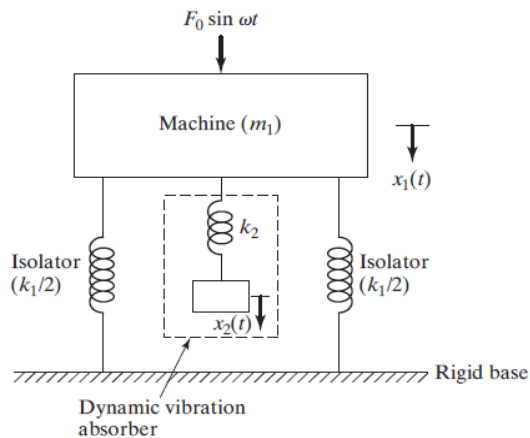 F₀ sin ωt
Machine (m₁)
x₁(t)
k₂
Isolator
(k₁/2)
Isolator
(k₁/2)
x₂(t)
Rigid base
Dynamic vibration
absorber